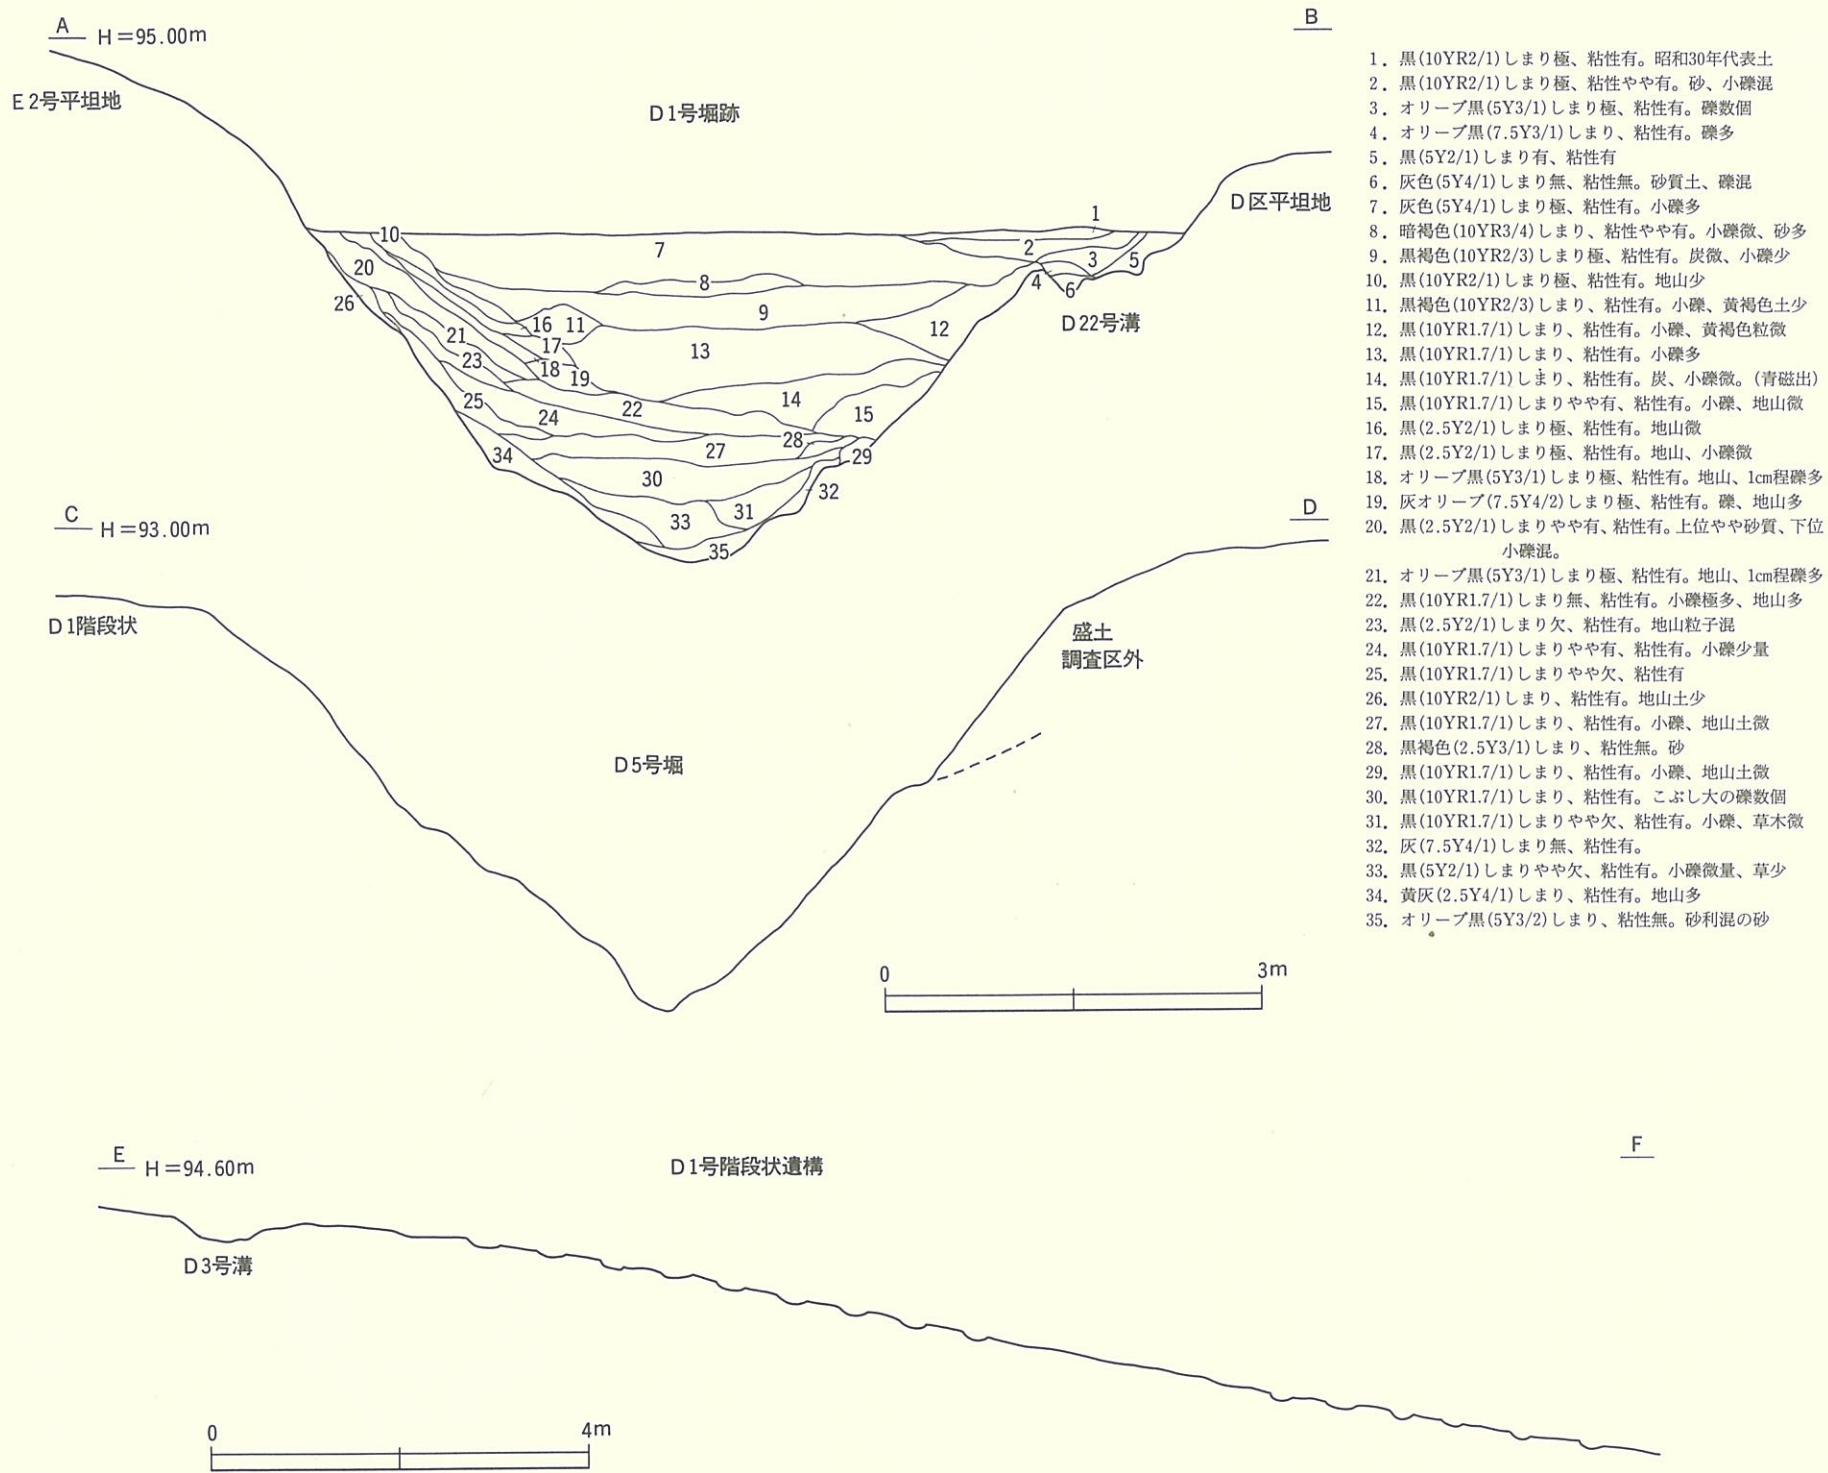 A H=95.00m
B
E2号平坦地
D1号堀跡
D区平坦地
1
10
7
2
3
5
20
8
4
6
26
9
D22号溝
16 11
12
21
17
13
23
18
19
25
24
22
14
15
28
34
27
29
30
32
33
31
35
C H=93.00m
D
D1階段状
盛土
調査区外
D5号堀
0 3m
1. 黒(10YR2/1)しまり極、粘性有。昭和30年代表土
2. 黒(10YR2/1)しまり極、粘性やや有。砂、小礫混
3. オリーブ黒(5Y3/1)しまり極、粘性有。礫数個
4. オリーブ黒(7.5Y3/1)しまり、粘性有。礫多
5. 黒(5Y2/1)しまり有、粘性有
6. 灰色(5Y4/1)しまり無、粘性無。砂質土、礫混
7. 灰色(5Y4/1)しまり極、粘性有。小礫多
8. 暗褐色(10YR3/4)しまり、粘性やや有。小礫微、砂多
9. 黒褐色(10YR2/3)しまり極、粘性有。炭微、小礫少
10. 黒(10YR2/1)しまり極、粘性有。地山少
11. 黒褐色(10YR2/3)しまり、粘性有。小礫、黄褐色土少
12. 黒(10YR1.7/1)しまり、粘性有。小礫、黄褐色粒微
13. 黒(10YR1.7/1)しまり、粘性有。小礫多
14. 黒(10YR1.7/1)しまり、粘性有。炭、小礫微。(青磁出)
15. 黒(10YR1.7/1)しまりやや有、粘性有。小礫、地山微
16. 黒(2.5Y2/1)しまり極、粘性有。地山微
17. 黒(2.5Y2/1)しまり極、粘性有。地山、小礫微
18. オリーブ黒(5Y3/1)しまり極、粘性有。地山、1cm程礫多
19. 灰オリーブ(7.5Y4/2)しまり極、粘性有。礫、地山多
20. 黒(2.5Y2/1)しまりやや有、粘性有。上位やや砂質、下位
小礫混。
21. オリーブ黒(5Y3/1)しまり極、粘性有。地山、1cm程礫多
22. 黒(10YR1.7/1)しまり無、粘性有。小礫極多、地山多
23. 黒(2.5Y2/1)しまり欠、粘性有。地山粒子混
24. 黒(10YR1.7/1)しまりやや有、粘性有。小礫少量
25. 黒(10YR1.7/1)しまりやや欠、粘性有
26. 黒(10YR2/1)しまり、粘性有。地山土少
27. 黒(10YR1.7/1)しまり、粘性有。小礫、地山土微
28. 黒褐色(2.5Y3/1)しまり、粘性無。砂
29. 黒(10YR1.7/1)しまり、粘性有。小礫、地山土微
30. 黒(10YR1.7/1)しまり、粘性有。こぶし大の礫数個
31. 黒(10YR1.7/1)しまりやや欠、粘性有。小礫、草木微
32. 灰(7.5Y4/1)しまり無、粘性有。
33. 黒(5Y2/1)しまりやや欠、粘性有。小礫微量、草少
34. 黄灰(2.5Y4/1)しまり、粘性有。地山多
35. オリーブ黒(5Y3/2)しまり、粘性無。砂利混の砂
E H=94.60m
D1号階段状遺構
F
D3号溝
0 4m